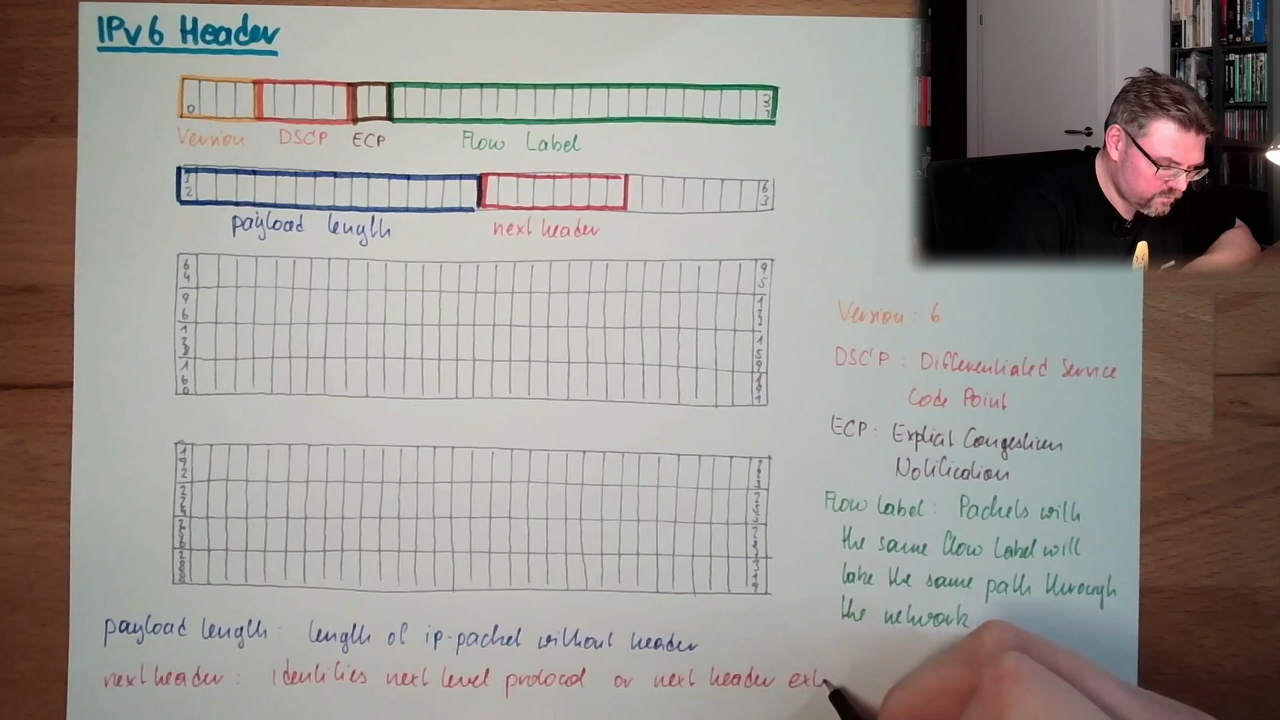 IPv6 Header
0 31
Version DSCP ECP Flow Label
32 63
payload length next header
64 95
96 127
128 159
160 191
192
Version: 6
DSCP: Differentiated Service
Code Point
ECP: Explicit Congestion
Notification
Flow Label: Packets with
the same Flow Label will
take the same path through
the network
payload length: length of ip-packet without header
next header: identifies next level protocol or next header ext